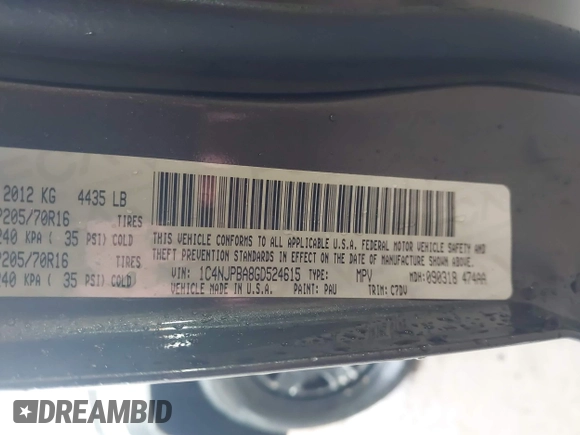 2012 KG 4435 LB
P205/70R16 TIRES
240 KPA ( 35 PSI) COLD
P205/70R16 TIRES
240 KPA ( 35 PSI) COLD
THIS VEHICLE CONFORMS TO ALL U.S.A. FEDERAL MOTOR VEHICLE SAFETY AND
THEFT PREVENTION STANDARDS IN EFFECT ON THE DATE OF MANUFACTURE SHOWN ABOVE.
VIN: 1C4NJPBA8GD524615 TYPE: MPV MDH: 090318 474AA
VEHICLE MADE IN U.S.A. PAINT: PAU TRIM: C7DV
DREAMBID